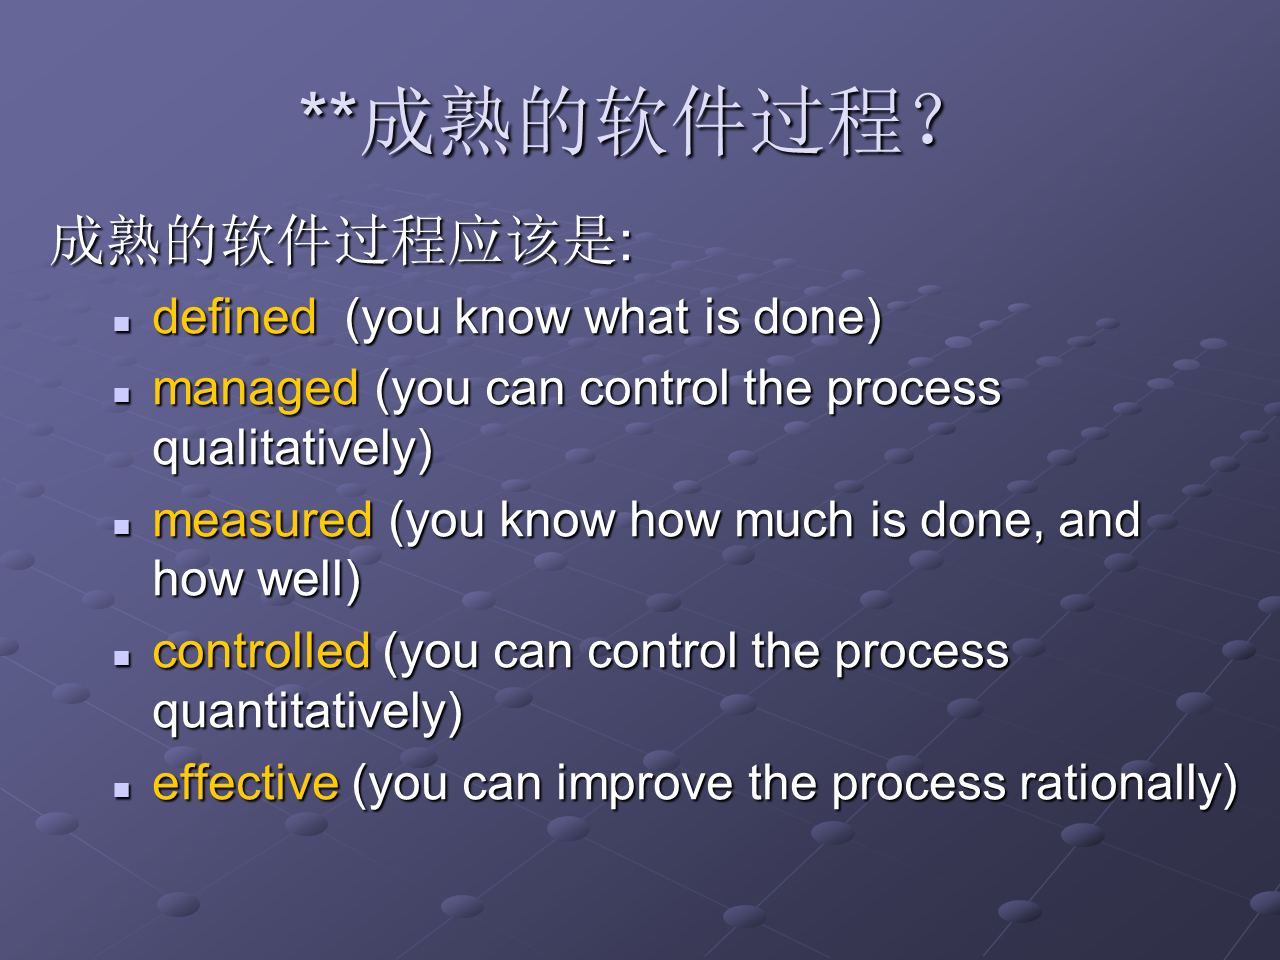 **成熟的软件过程？
成熟的软件过程应该是:
defined  (you know what is done)
managed (you can control the process
qualitatively)
measured (you know how much is done, and
how well)
controlled (you can control the process
quantitatively)
effective (you can improve the process rationally)